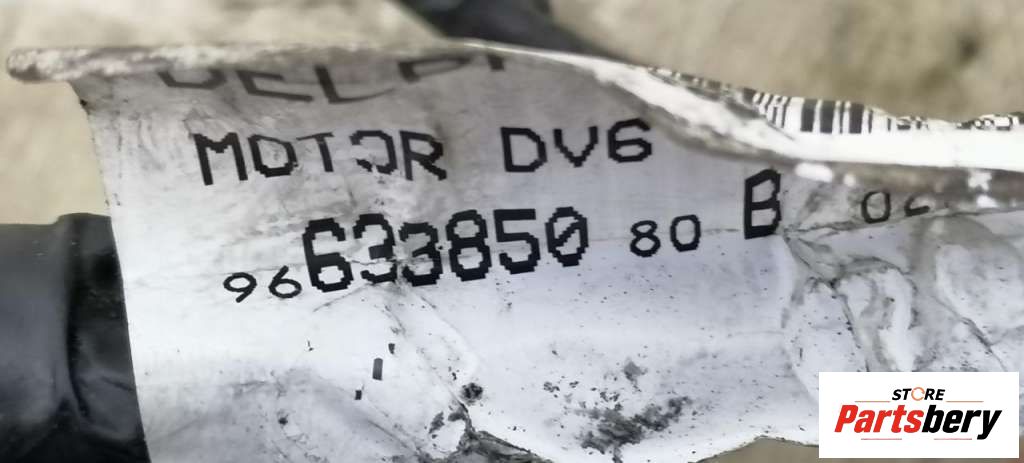 MOTOR DV6
96633850 80 B
STORE
Partsbery